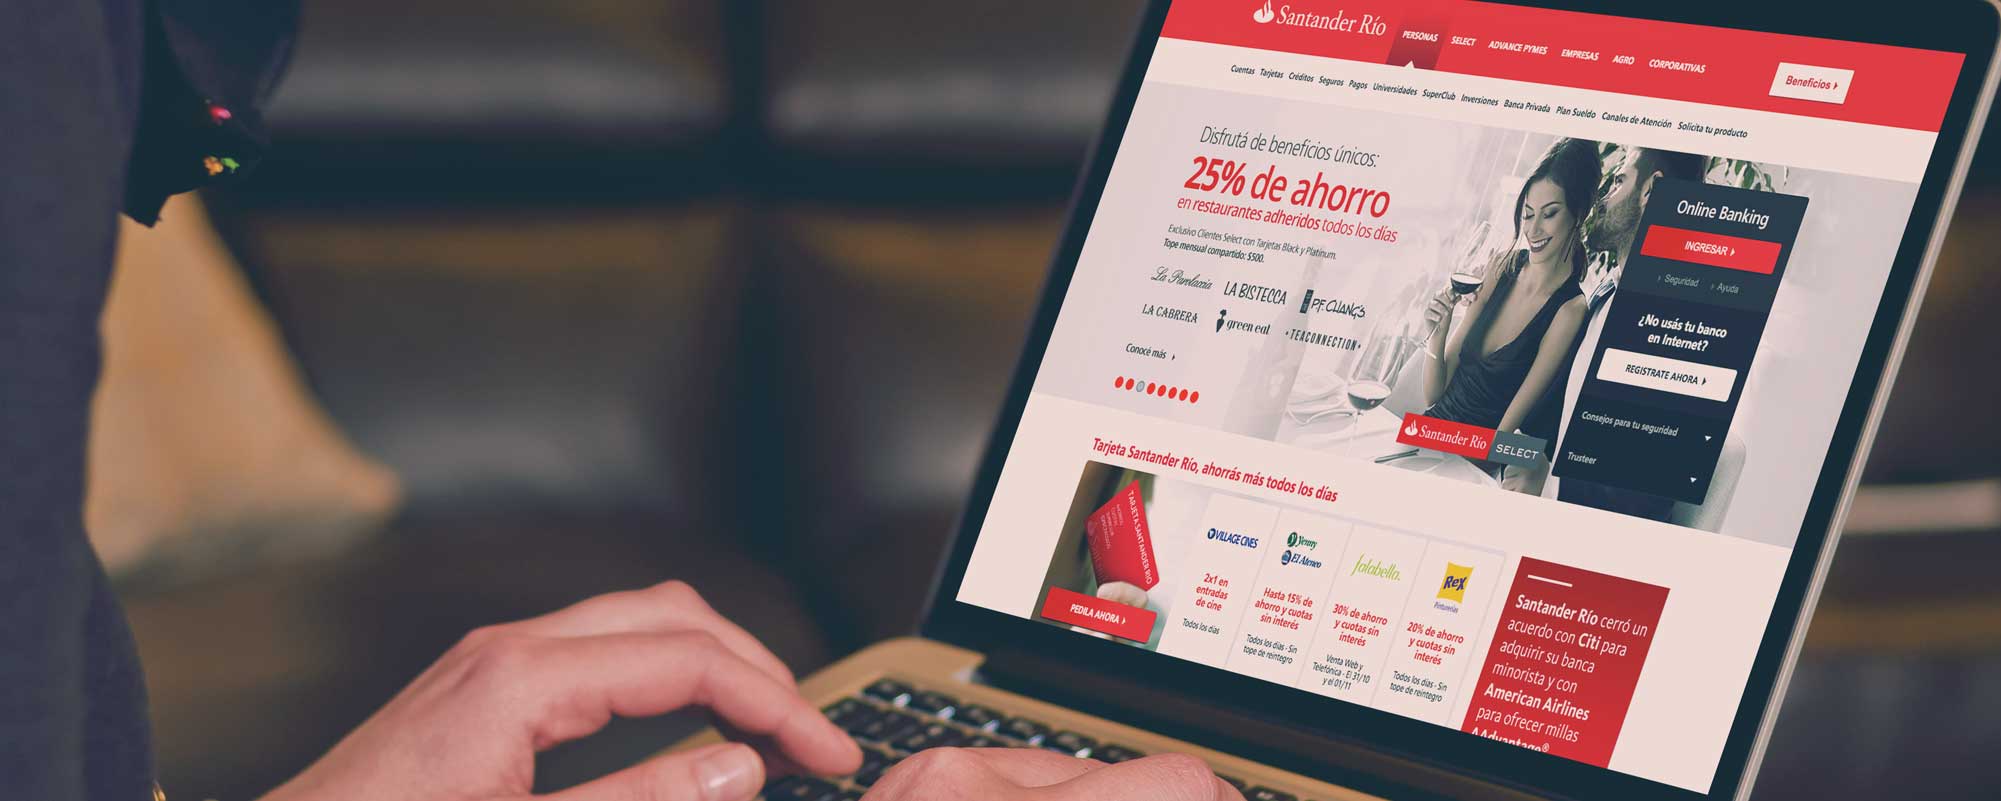 Santander Río
PERSONAS SELECT ADVANCE PYMES EMPRESAS AGRO CORPORATIVAS
Beneficios
Cuentas Tarjetas Créditos Seguros Pagos Universidades SuperClub Inversiones Banca Privada Plan Sueldo Canales de Atención Solicita tu producto
Disfrutá de beneficios únicos:
25% de ahorro
en restaurantes adheridos todos los días
Exclusivo Clientes Select con Tarjetas Black y Platinum.
Tope mensual compartido: $500.
La Parolaccia LA BISTECCA P.F. CHANG'S
LA CABRERA green eat ·TEACONNECTION·
Conocé más
Online Banking
INGRESAR
Seguridad Ayuda
¿No usás tu banco
en Internet?
REGISTRATE AHORA
Consejos para tu seguridad
Trusteer
Santander Río SELECT
Tarjeta Santander Río, ahorrás más todos los días
TARJETA SANTANDER RIO
PEDILA AHORA
VILLAGE CINES
2x1 en
entradas
de cine
Todos los días
Yenny
El Ateneo
Hasta 15% de
ahorro y cuotas
sin interés
Todos los días - Sin
tope de reintegro
falabella.
30% de ahorro
y cuotas sin
interés
Venta Web y
Telefónica - El 31/10
y el 01/11
Rex
Pinturerías
20% de ahorro
y cuotas sin
interés
Todos los días - Sin
tope de reintegro
Santander Río cerró un
acuerdo con Citi para
adquirir su banca
minorista y con
American Airlines
para ofrecer millas
AAdvantage®